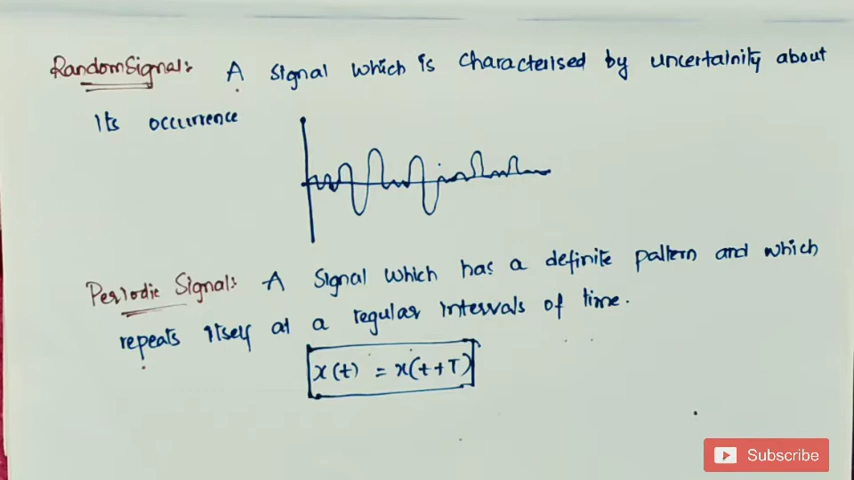 Random Signal: A signal which is characterised by uncertainity about
its occurrence
Periodic Signal: A signal which has a definite pattern and which
repeats itself at a regular intervals of time.
x(t) = x(t+T)
Subscribe